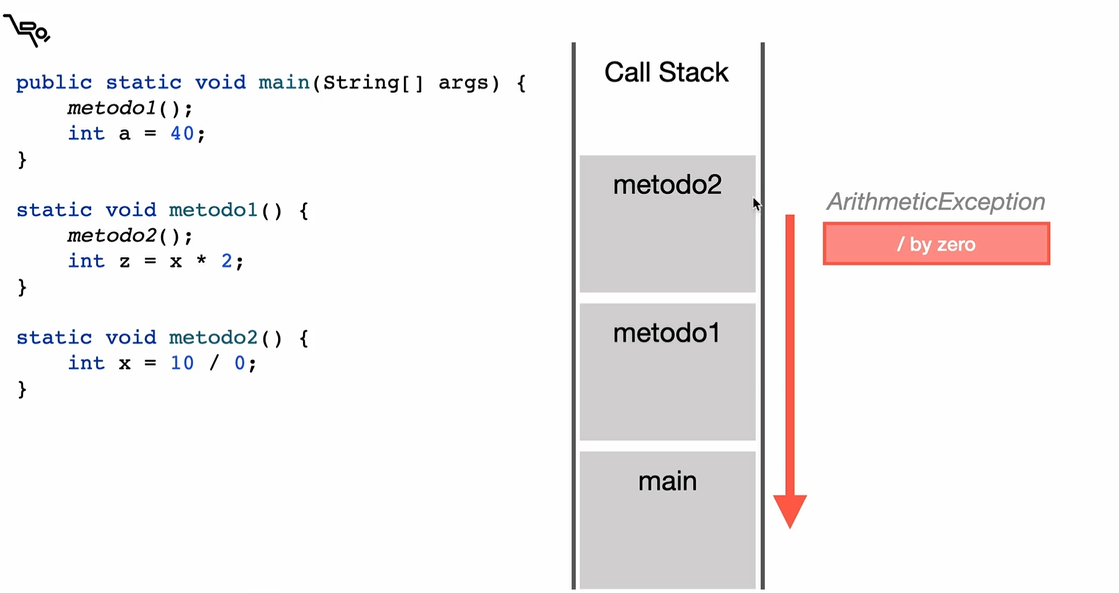 public static void main(String[] args) {
metodo1();
int a = 40;
}
static void metodo1() {
metodo2();
int z = x * 2;
}
static void metodo2() {
int x = 10 / 0;
}
Call Stack
metodo2
metodo1
main
ArithmeticException
/ by zero